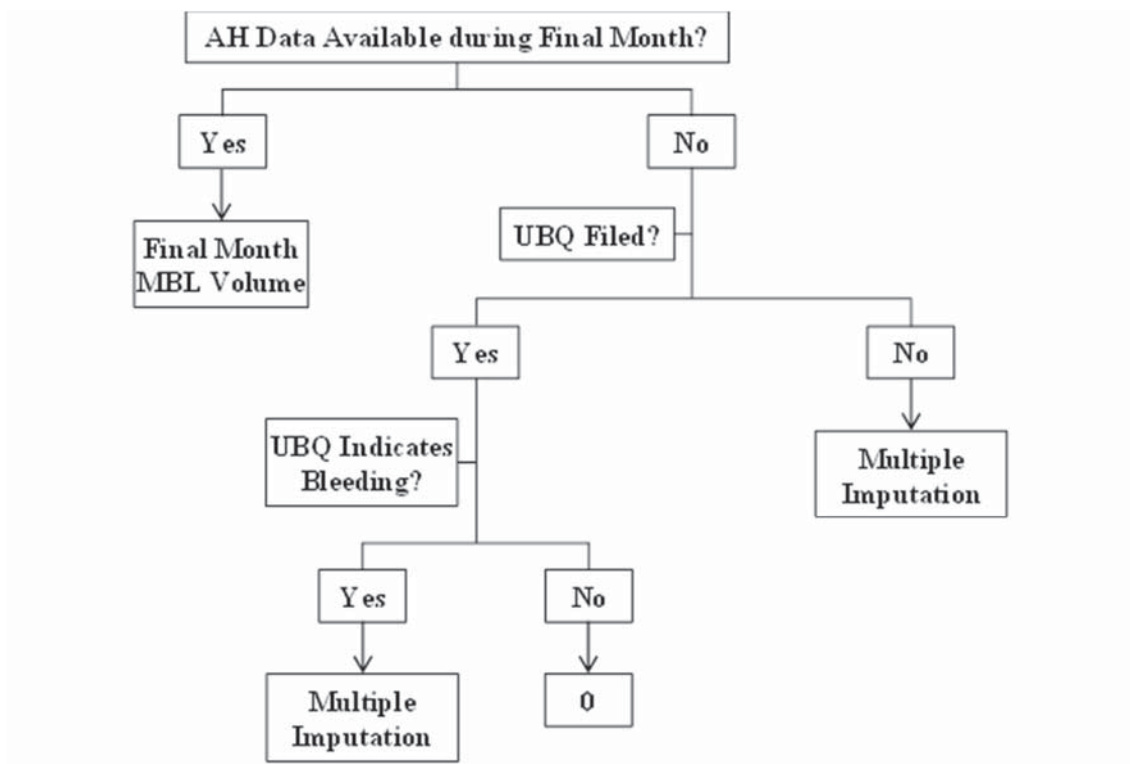 AH Data Available during Final Month?
Yes
No
Final Month
MBL Volume
UBQ Filed?
Yes
No
UBQ Indicates
Bleeding?
Multiple
Imputation
Yes
No
Multiple
Imputation
0